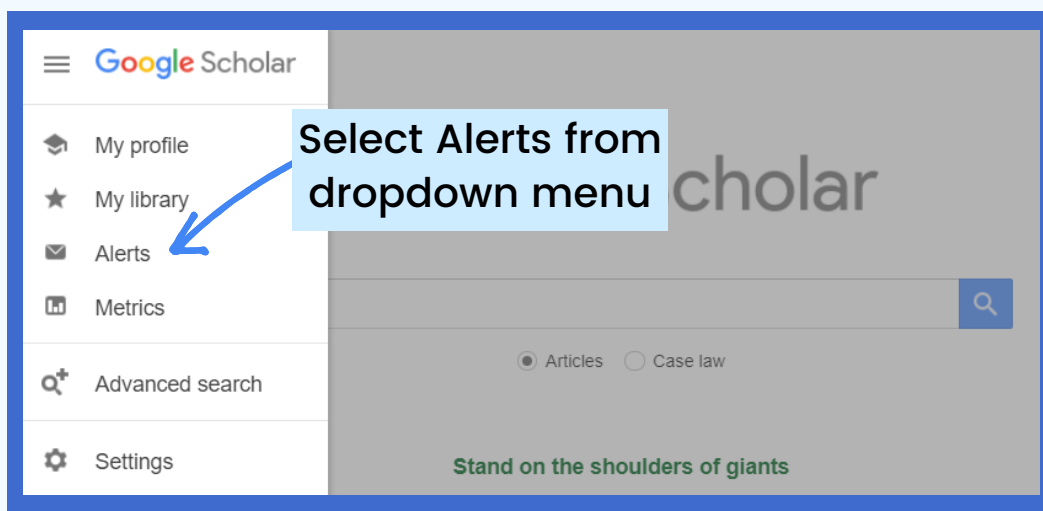 Google Scholar
My profile
My library
Alerts
Metrics
Advanced search
Settings
Select Alerts from
dropdown menu
cholar
Articles
Case law
Stand on the shoulders of giants